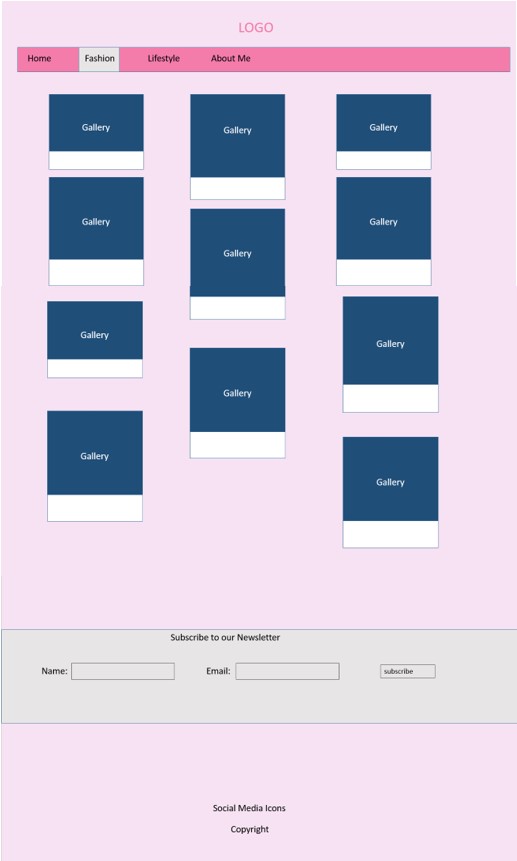 LOGO
Home Fashion Lifestyle About Me
Gallery Gallery Gallery
Gallery Gallery Gallery
Gallery Gallery Gallery
Gallery Gallery
Subscribe to our Newsletter
Name: Email: subscribe
Social Media Icons
Copyright